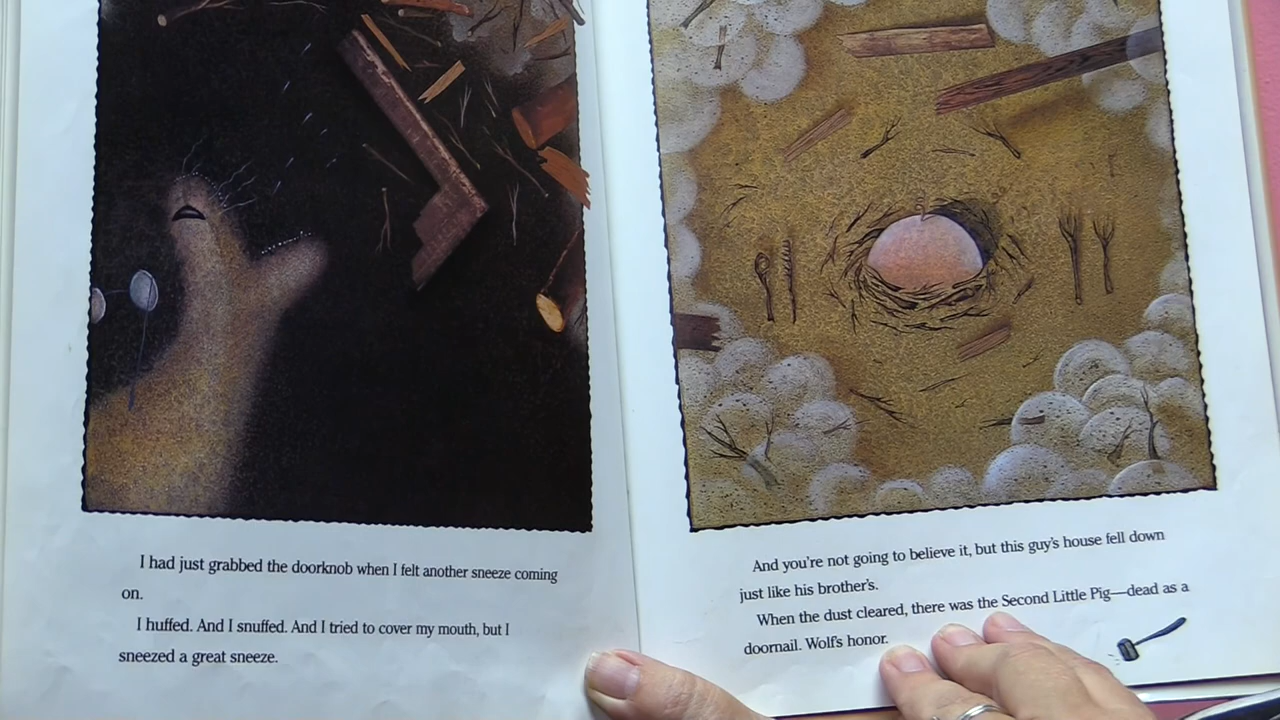 I had just grabbed the doorknob when I felt another sneeze coming
on.
I huffed. And I snuffed. And I tried to cover my mouth, but I
sneezed a great sneeze.
And you're not going to believe it, but this guy's house fell down
just like his brother's.
When the dust cleared, there was the Second Little Pig—dead as a
doornail. Wolf's honor.